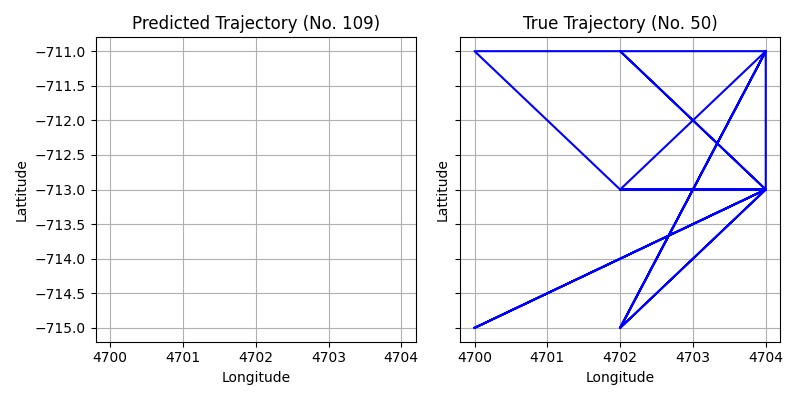 Predicted Trajectory (No. 109)
−711.0
−711.5
−712.0
−712.5
−713.0
−713.5
−714.0
−714.5
−715.0
Lattitude
4700 4701 4702 4703 4704
Longitude
True Trajectory (No. 50)
Lattitude
4700 4701 4702 4703 4704
Longitude